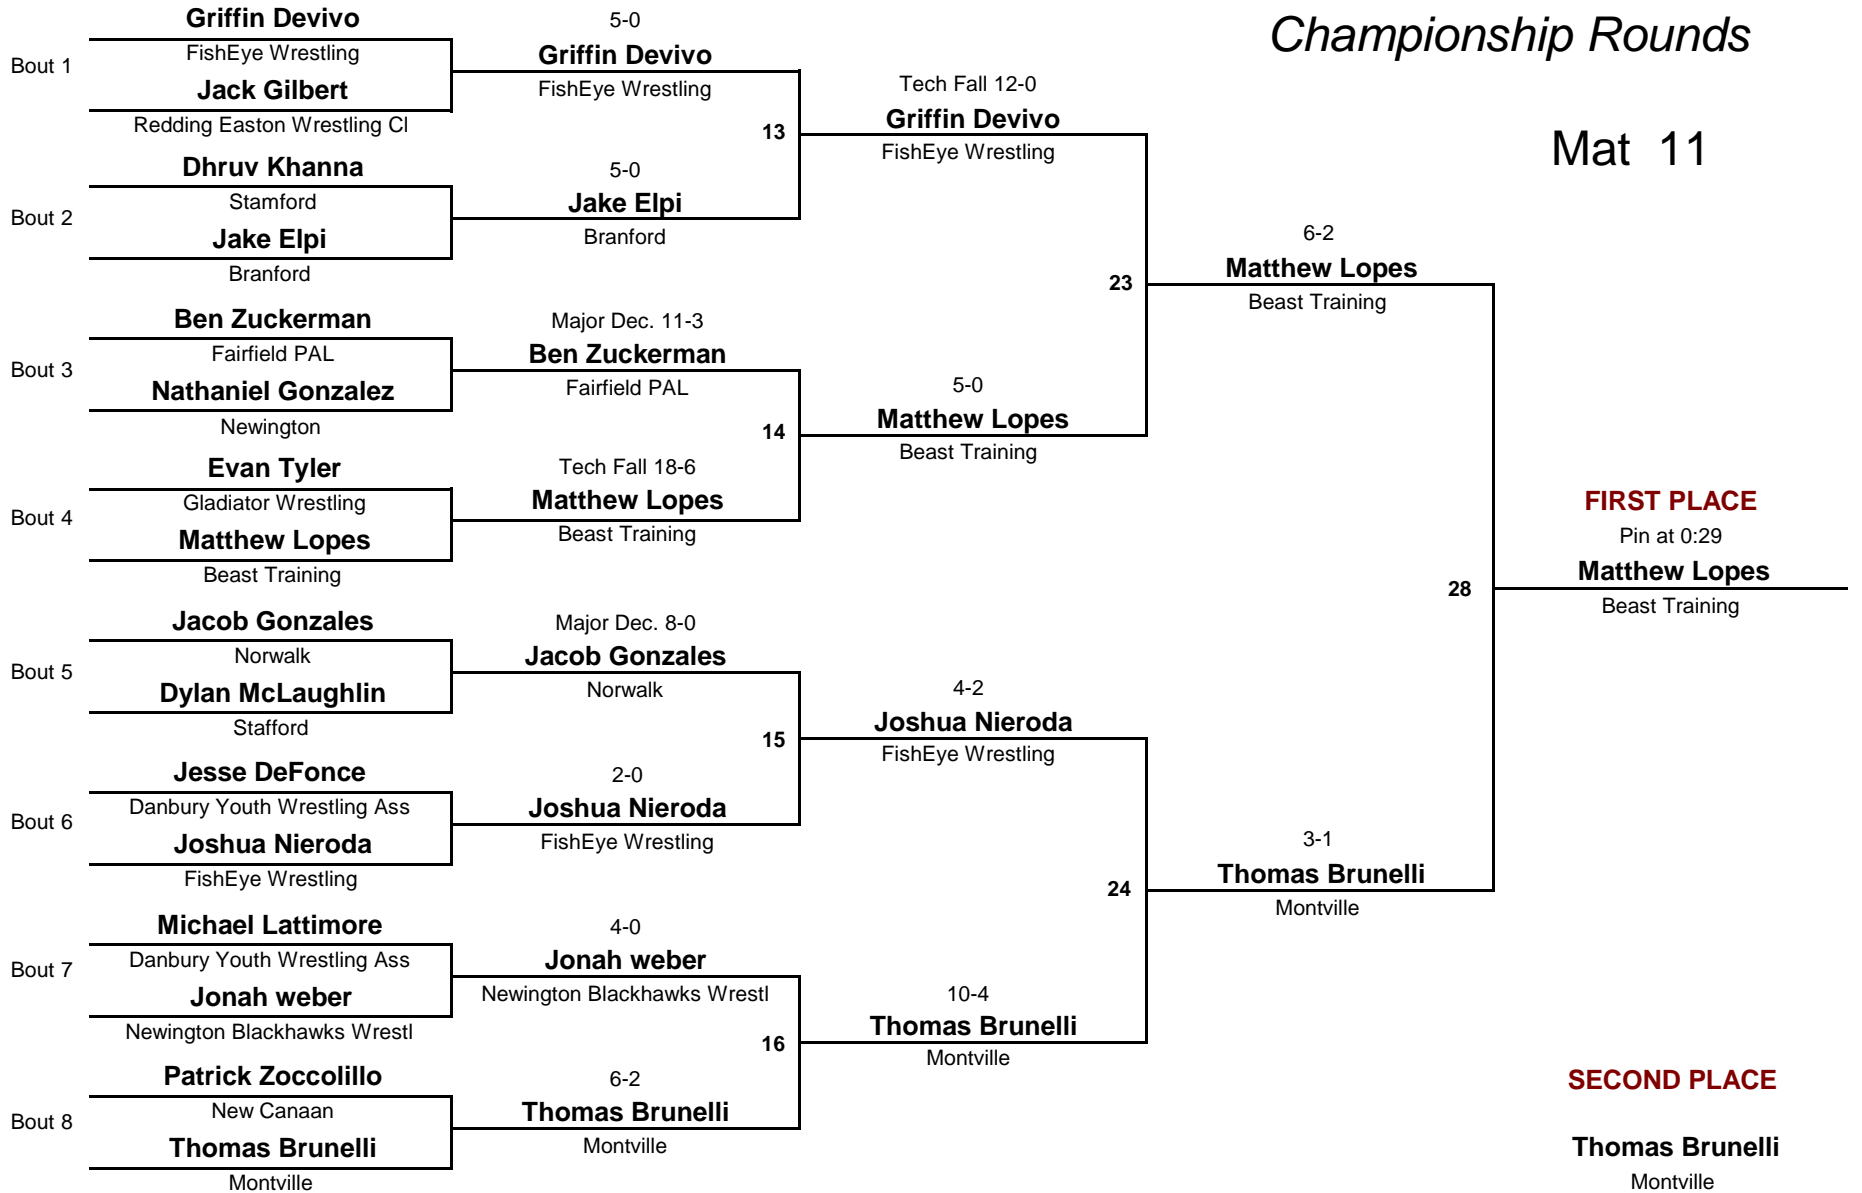 Championship Rounds
Mat 11
Bout 1
Griffin Devivo
FishEye Wrestling
Jack Gilbert
Redding Easton Wrestling Cl
Bout 2
Dhruv Khanna
Stamford
Jake Elpi
Branford
Bout 3
Ben Zuckerman
Fairfield PAL
Nathaniel Gonzalez
Newington
Bout 4
Evan Tyler
Gladiator Wrestling
Matthew Lopes
Beast Training
Bout 5
Jacob Gonzales
Norwalk
Dylan McLaughlin
Stafford
Bout 6
Jesse DeFonce
Danbury Youth Wrestling Ass
Joshua Nieroda
FishEye Wrestling
Bout 7
Michael Lattimore
Danbury Youth Wrestling Ass
Jonah weber
Newington Blackhawks Wrestl
Bout 8
Patrick Zoccolillo
New Canaan
Thomas Brunelli
Montville
5-0
Griffin Devivo
FishEye Wrestling
13
5-0
Jake Elpi
Branford
Major Dec. 11-3
Ben Zuckerman
Fairfield PAL
14
Tech Fall 18-6
Matthew Lopes
Beast Training
Major Dec. 8-0
Jacob Gonzales
Norwalk
15
2-0
Joshua Nieroda
FishEye Wrestling
4-0
Jonah weber
Newington Blackhawks Wrestl
16
6-2
Thomas Brunelli
Montville
Tech Fall 12-0
Griffin Devivo
FishEye Wrestling
23
5-0
Matthew Lopes
Beast Training
4-2
Joshua Nieroda
FishEye Wrestling
24
10-4
Thomas Brunelli
Montville
6-2
Matthew Lopes
Beast Training
28
3-1
Thomas Brunelli
Montville
FIRST PLACE
Pin at 0:29
Matthew Lopes
Beast Training
SECOND PLACE
Thomas Brunelli
Montville